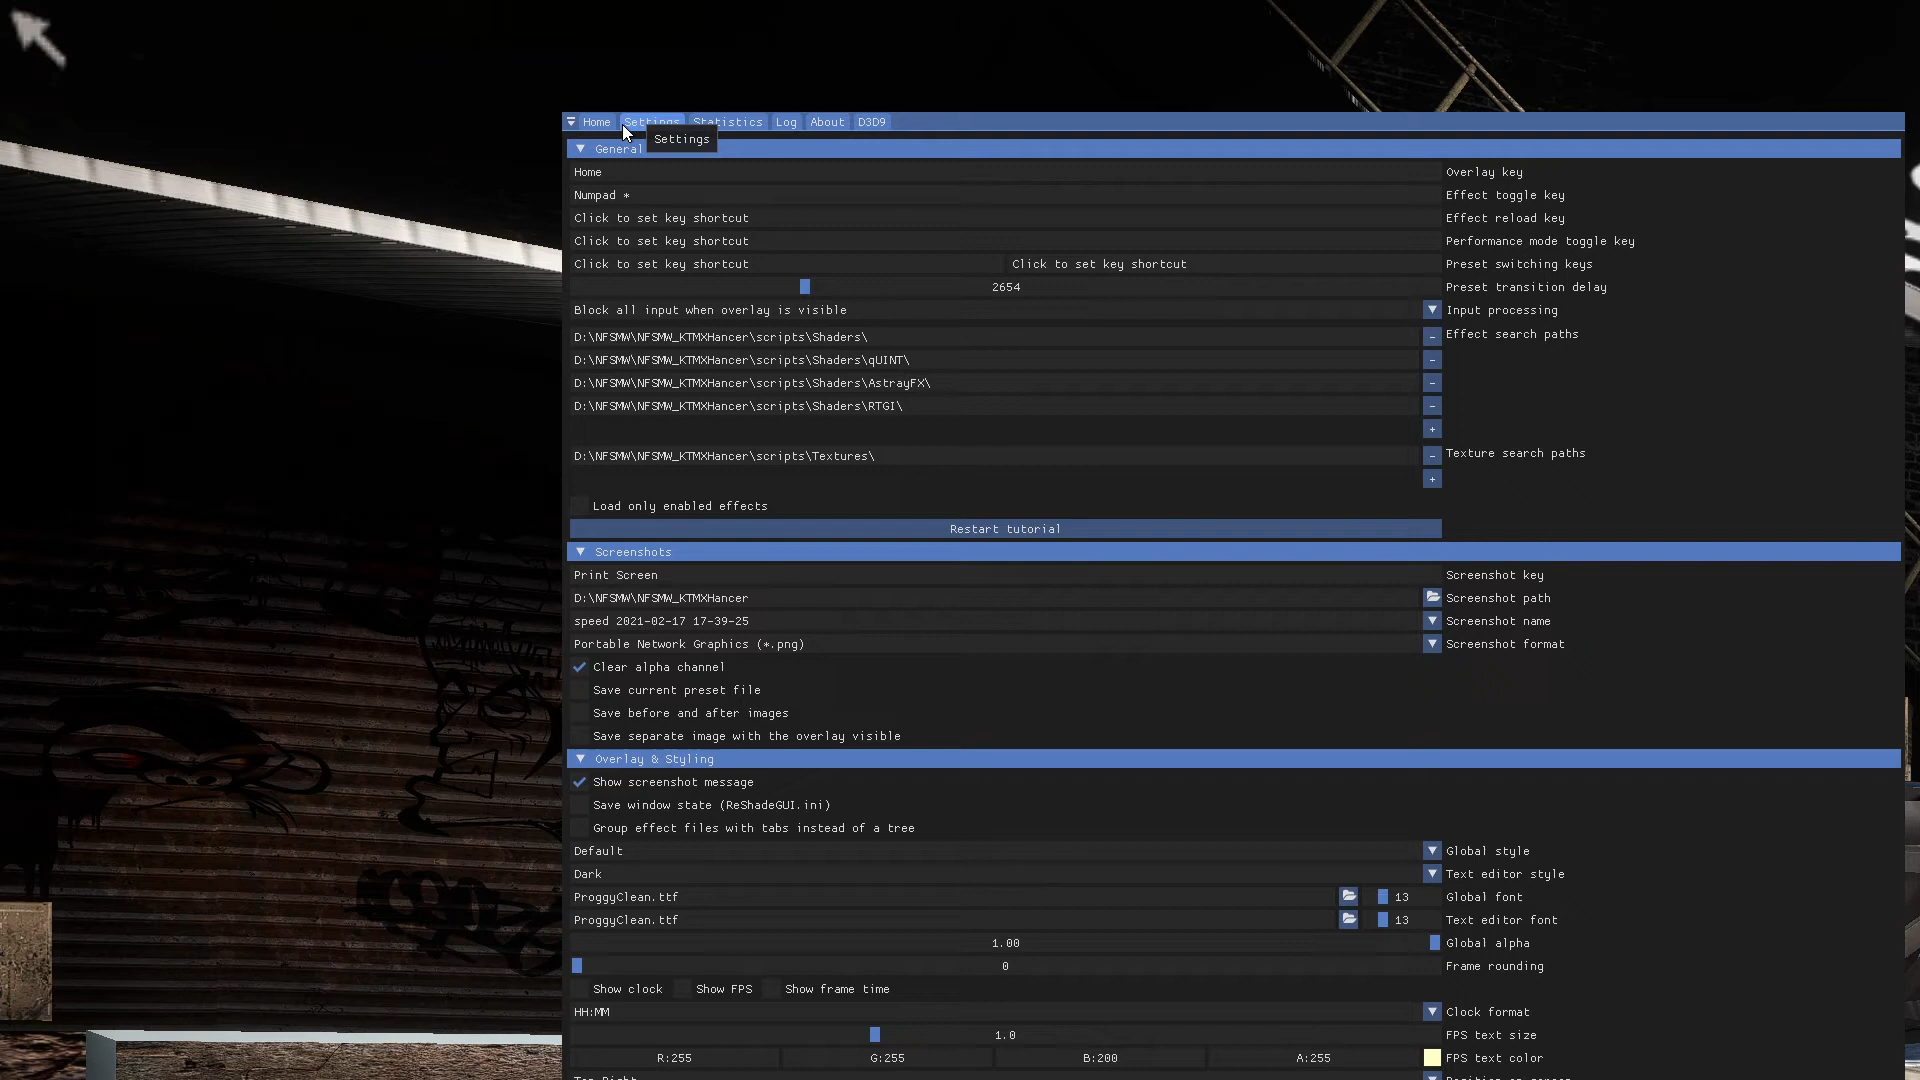 Home Settings Statistics Log About D3D9
Settings
General
Home Overlay key
Numpad * Effect toggle key
Click to set key shortcut Effect reload key
Click to set key shortcut Performance mode toggle key
Click to set key shortcut Click to set key shortcut Preset switching keys
2654 Preset transition delay
Block all input when overlay is visible Input processing
D:\NFSMW\NFSMW_KTMXHancer\scripts\Shaders\ - Effect search paths
D:\NFSMW\NFSMW_KTMXHancer\scripts\Shaders\qUINT\ -
D:\NFSMW\NFSMW_KTMXHancer\scripts\Shaders\AstrayFX\ -
D:\NFSMW\NFSMW_KTMXHancer\scripts\Shaders\RTGI\ -
+
D:\NFSMW\NFSMW_KTMXHancer\scripts\Textures\ - Texture search paths
+
Load only enabled effects
Restart tutorial
Screenshots
Print Screen Screenshot key
D:\NFSMW\NFSMW_KTMXHancer Screenshot path
speed 2021-02-17 17-39-25 Screenshot name
Portable Network Graphics (*.png) Screenshot format
Clear alpha channel
Save current preset file
Save before and after images
Save separate image with the overlay visible
Overlay & Styling
Show screenshot message
Save window state (ReShadeGUI.ini)
Group effect files with tabs instead of a tree
Default Global style
Dark Text editor style
ProggyClean.ttf 13 Global font
ProggyClean.ttf 13 Text editor font
1.00 Global alpha
0 Frame rounding
Show clock Show FPS Show frame time
HH:MM Clock format
1.0 FPS text size
R:255 G:255 B:200 A:255 FPS text color